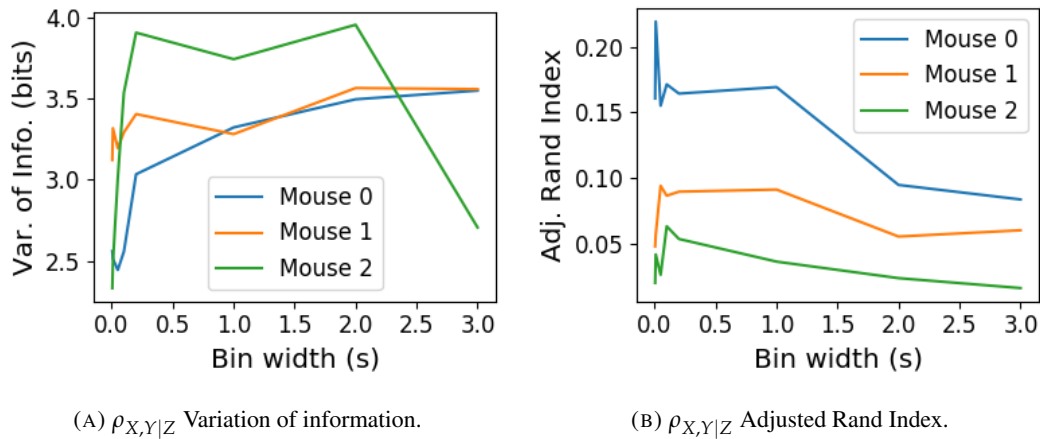 4.0
3.5
3.0
2.5
Var. of Info. (bits)
Mouse 0
Mouse 1
Mouse 2
0.0 0.5 1.0 1.5 2.0 2.5 3.0
Bin width (s)
(A) ρX,Y|Z Variation of information.
0.20
0.15
0.10
0.05
Adj. Rand Index
Mouse 0
Mouse 1
Mouse 2
0.0 0.5 1.0 1.5 2.0 2.5 3.0
Bin width (s)
(B) ρX,Y|Z Adjusted Rand Index.